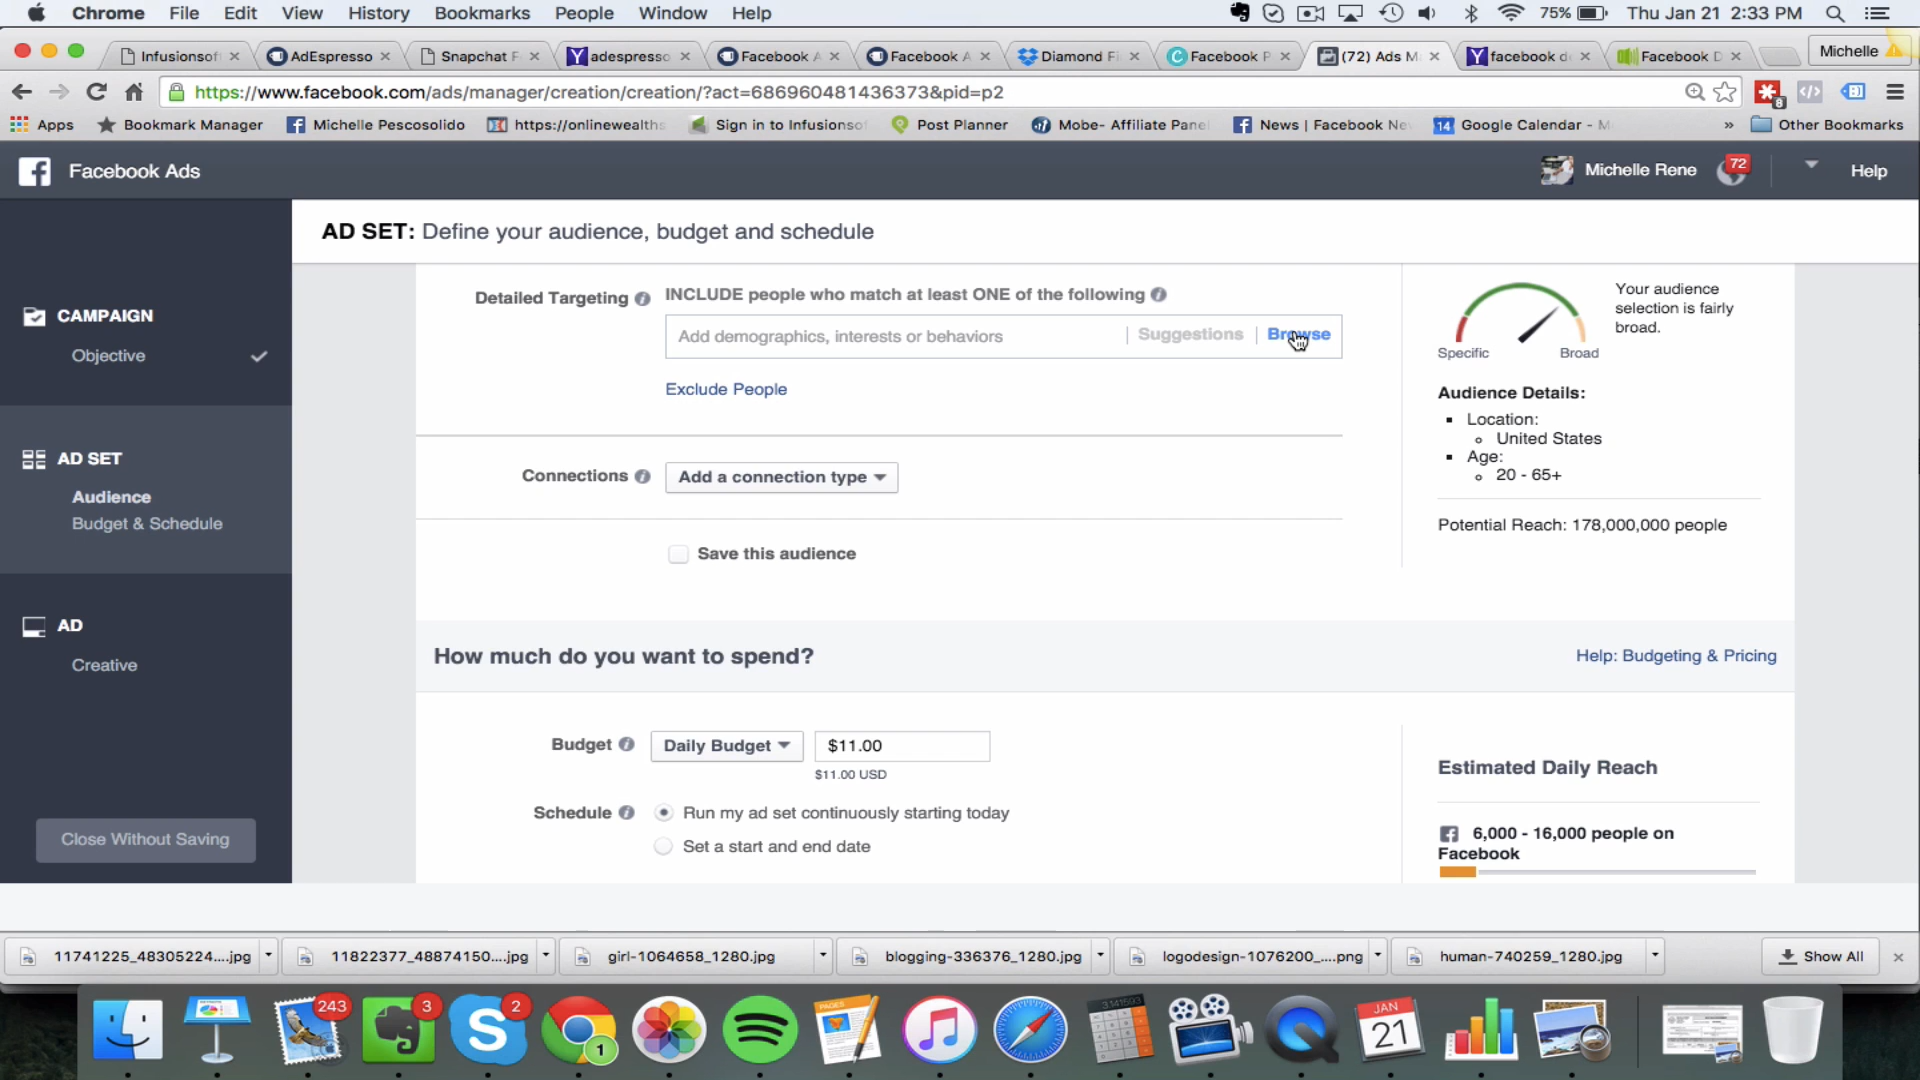 Chrome File Edit View History Bookmarks People Window Help 75% Thu Jan 21 2:33 PM
Infusionsof AdEspresso Snapchat F adespresso Facebook A Facebook A Diamond Fi Facebook P (72) Ads M facebook d Facebook D Michelle
https://www.facebook.com/ads/manager/creation/creation/?act=686960481436373&pid=p2
8
Apps Bookmark Manager Michelle Pescosolido https://onlinewealths Sign in to Infusionso Post Planner Mobe- Affiliate Pane News | Facebook Ne 14 Google Calendar - M » Other Bookmarks
Facebook Ads Michelle Rene 72 Help
AD SET: Define your audience, budget and schedule
CAMPAIGN
Objective
AD SET
Audience
Budget & Schedule
AD
Creative
Close Without Saving
Detailed Targeting INCLUDE people who match at least ONE of the following
Add demographics, interests or behaviors Suggestions Browse
Exclude People
Connections Add a connection type
Save this audience
Specific Broad
Your audience
selection is fairly
broad.
Audience Details:
Location:
United States
Age:
20 - 65+
Potential Reach: 178,000,000 people
How much do you want to spend? Help: Budgeting & Pricing
Budget Daily Budget $11.00
$11.00 USD
Schedule Run my ad set continuously starting today
Set a start and end date
Estimated Daily Reach
6,000 - 16,000 people on
Facebook
11741225_48305224....jpg 11822377_48874150....jpg girl-1064658_1280.jpg blogging-336376_1280.jpg logodesign-1076200_....png human-740259_1280.jpg Show All
243 3 2 1 PAGES 3.141593 JAN
21